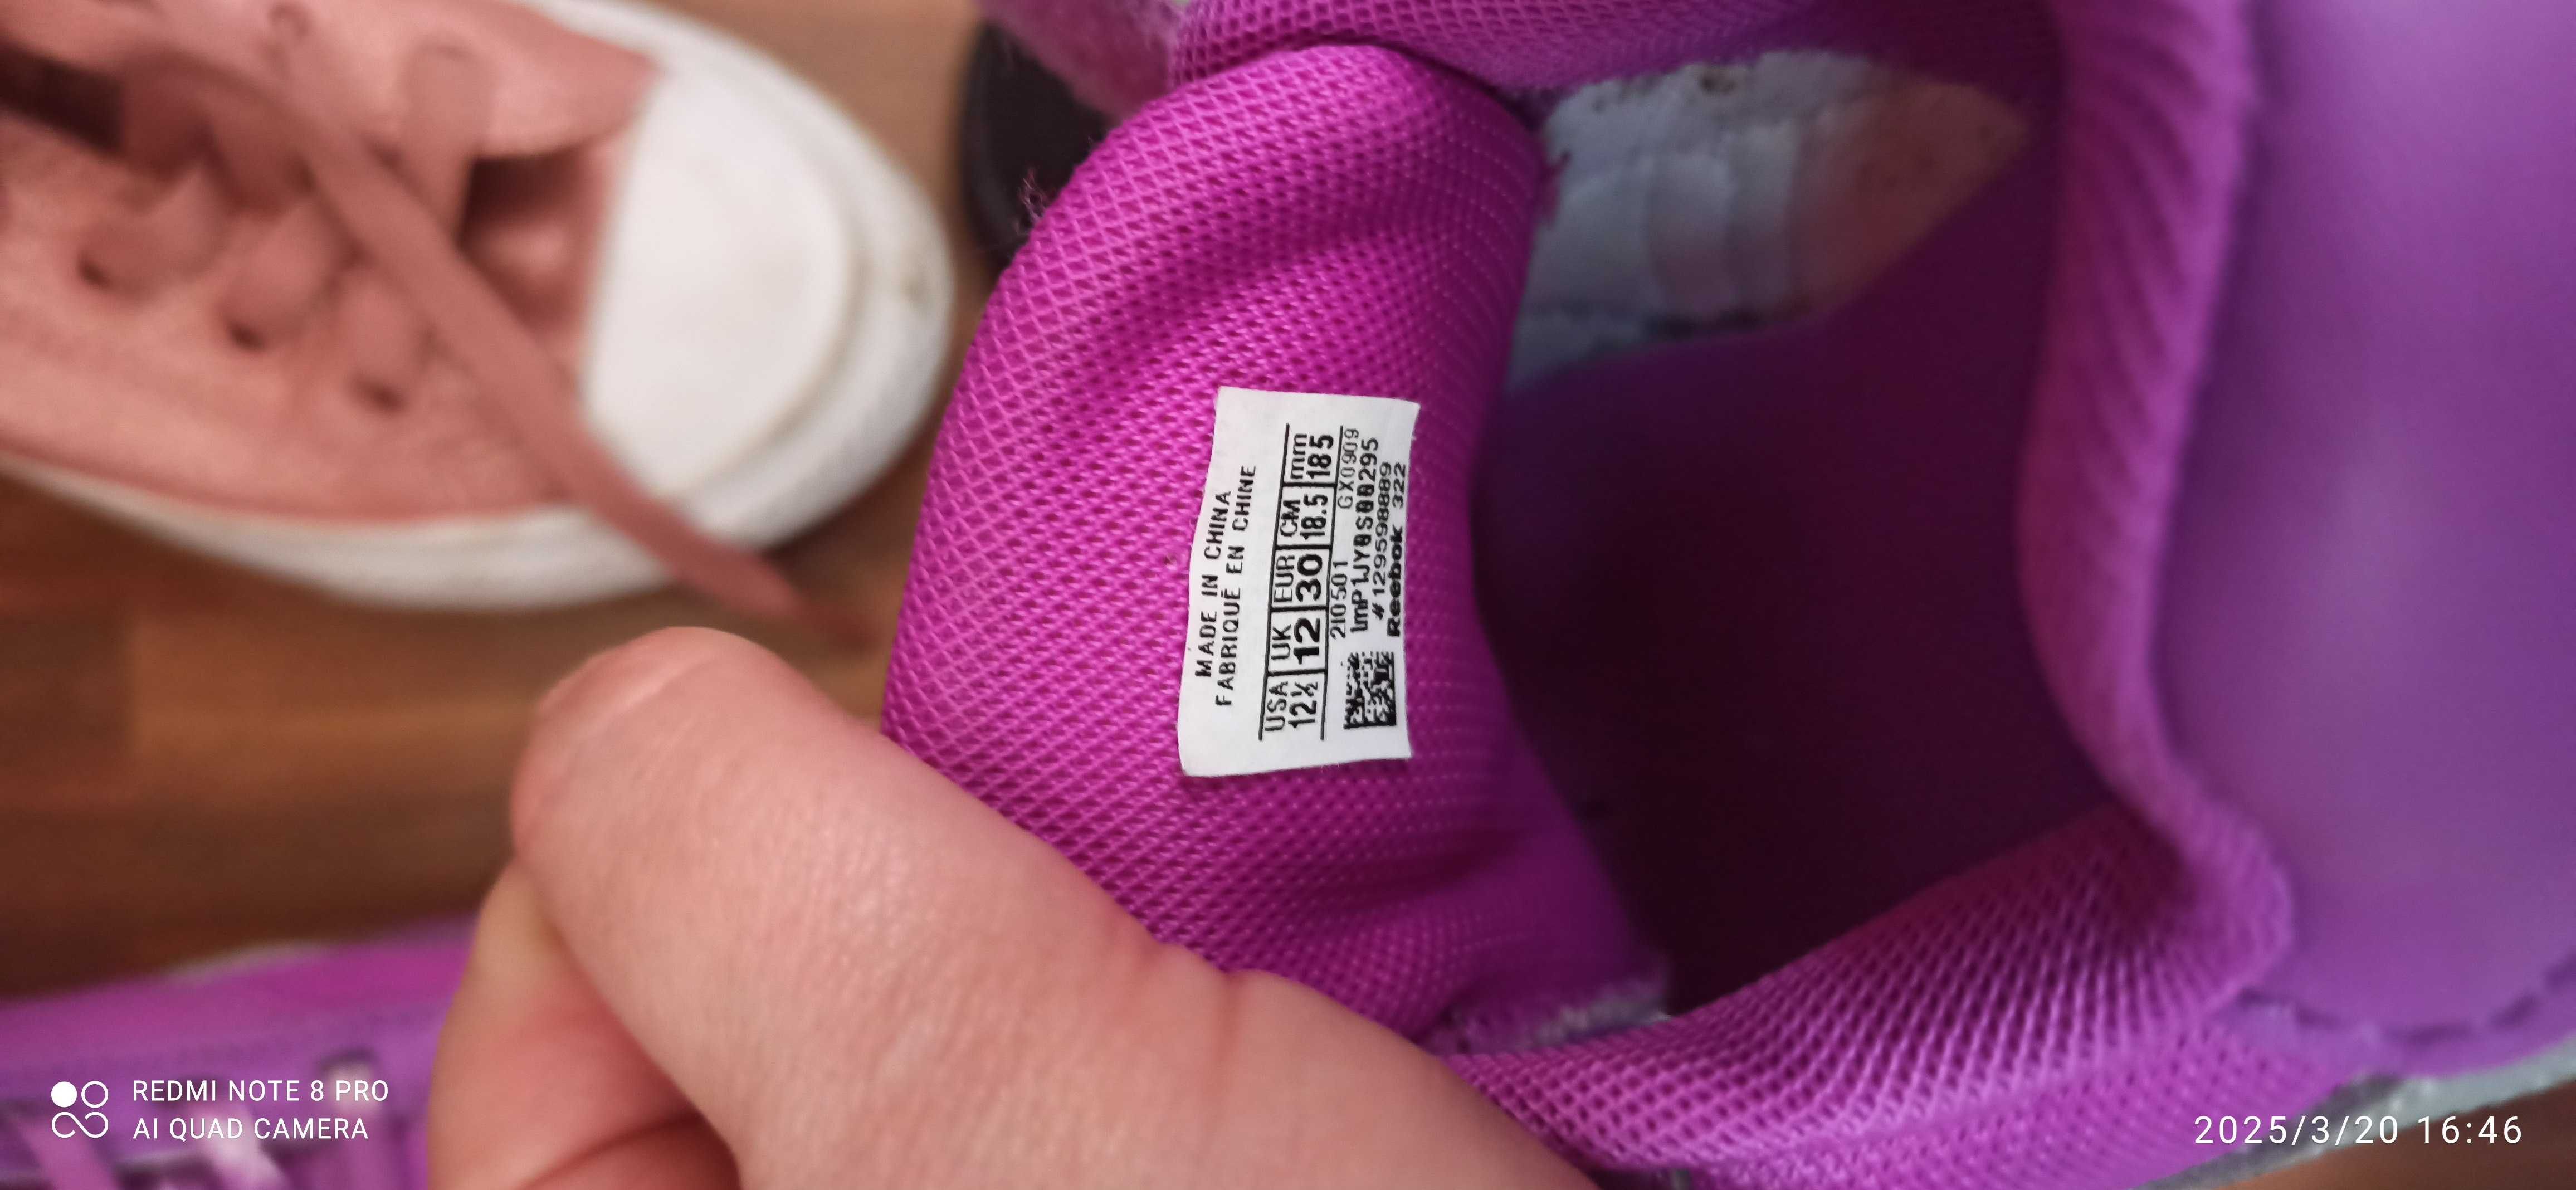 MADE IN CHINA
FABRIQUÉ EN CHINE
USA UK EUR CM mm
12½ 12 30 18.5 185
210501 GX0909
1mP1JY0S00295
#1295988889
Reebok 322
REDMI NOTE 8 PRO
AI QUAD CAMERA
2025/3/20 16:46